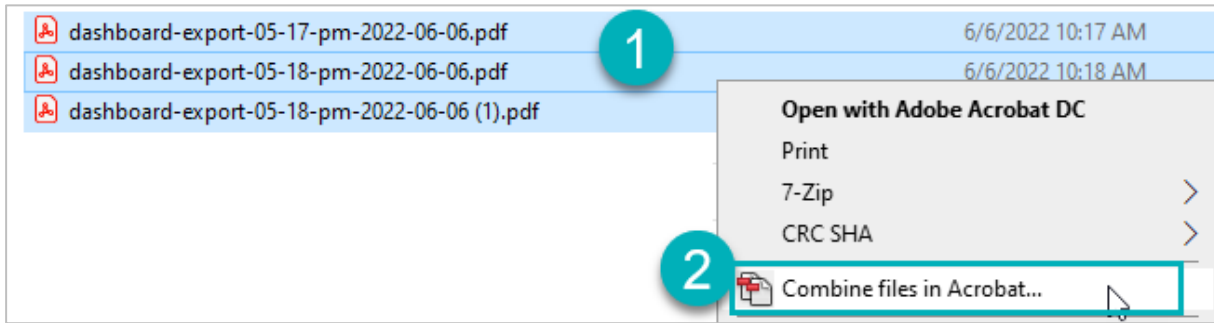 dashboard-export-05-17-pm-2022-06-06.pdf 1 6/6/2022 10:17 AM
dashboard-export-05-18-pm-2022-06-06.pdf 6/6/2022 10:18 AM
dashboard-export-05-18-pm-2022-06-06 (1).pdf
Open with Adobe Acrobat DC
Print
7-Zip
CRC SHA
2 Combine files in Acrobat...